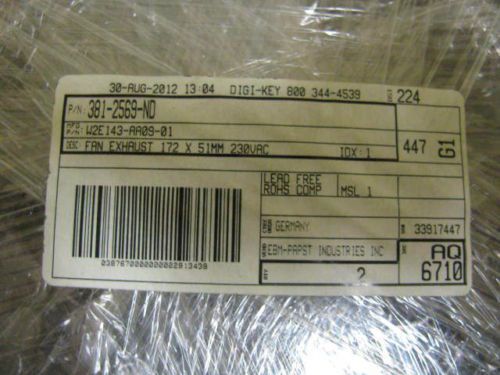 30-AUG-2012 13:04 DIGI-KEY 800 344-4539
224
P/N: 381-2569-ND
MFG P/N: W2E143-AA09-01
447 G1
DESC FAN EXHAUST 172 X 51MM 230VAC IDX: 1
LEAD FREE
ROHS COMP
MSL 1
GERMANY
33917447
EBM-PAPST INDUSTRIES INC
AQ
6710
QTY 2